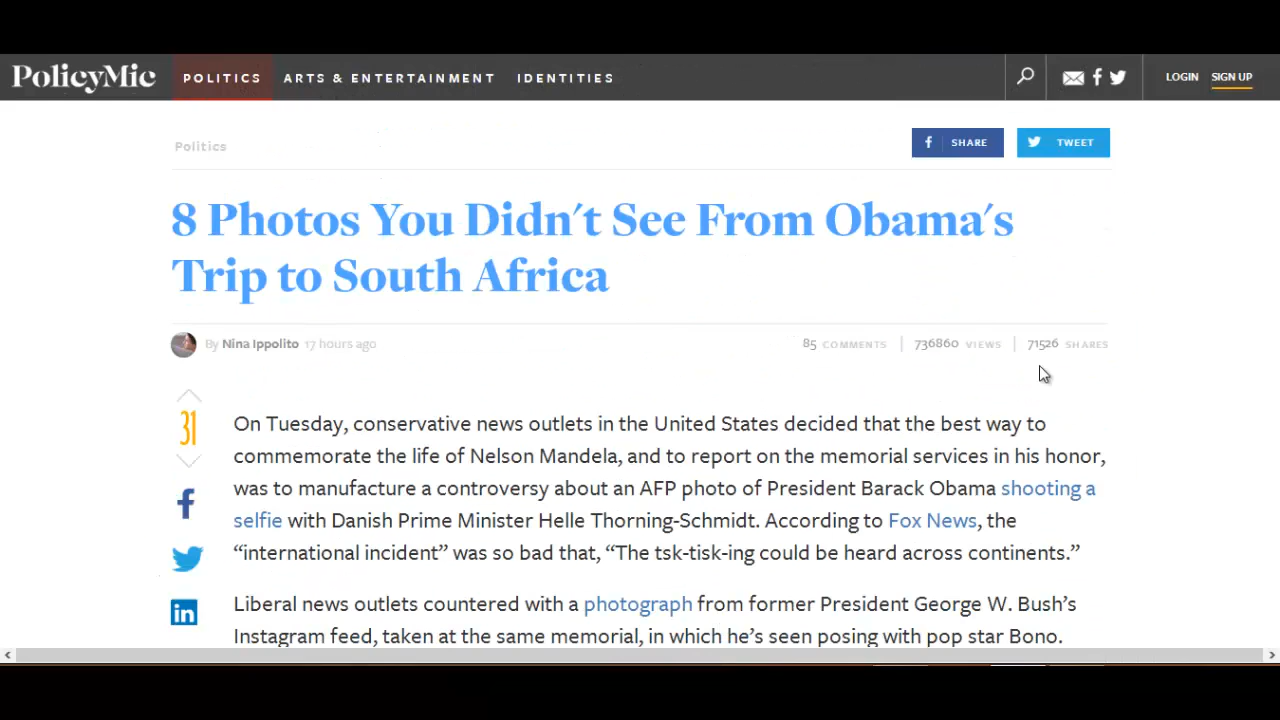 PolicyMic POLITICS ARTS & ENTERTAINMENT IDENTITIES LOGIN SIGN UP
Politics SHARE TWEET
8 Photos You Didn't See From Obama's
Trip to South Africa
By Nina Ippolito 17 hours ago 85 COMMENTS 736860 VIEWS 71526 SHARES
31
On Tuesday, conservative news outlets in the United States decided that the best way to
commemorate the life of Nelson Mandela, and to report on the memorial services in his honor,
was to manufacture a controversy about an AFP photo of President Barack Obama shooting a
selfie with Danish Prime Minister Helle Thorning-Schmidt. According to Fox News, the
“international incident” was so bad that, “The tsk-tisk-ing could be heard across continents.”
Liberal news outlets countered with a photograph from former President George W. Bush’s
Instagram feed, taken at the same memorial, in which he’s seen posing with pop star Bono.